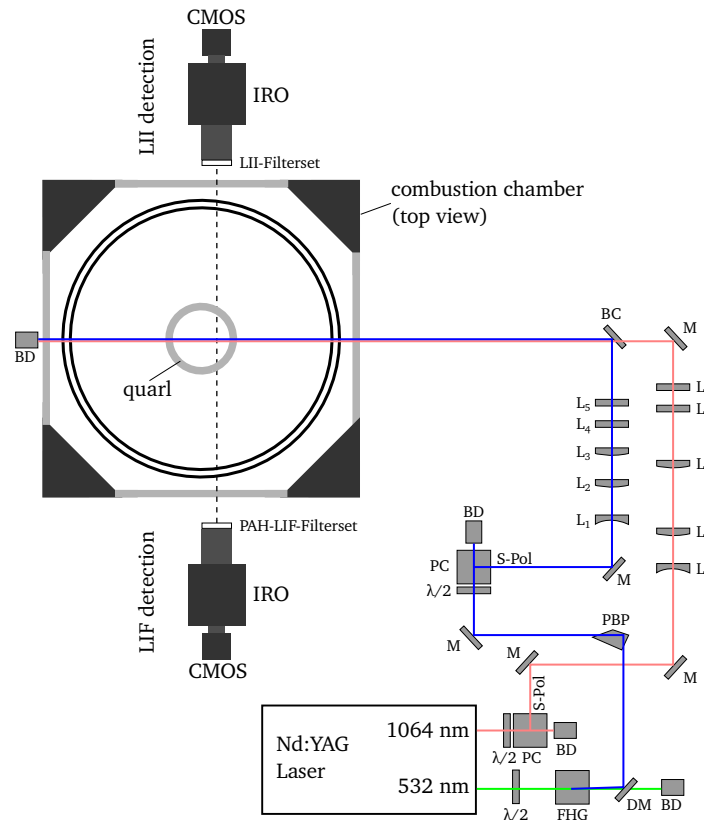 CMOS
LII detection
IRO
LII-Filterset
combustion chamber
(top view)
BC
M
BD
quarl
L
L
L₅
L₄
L₃
L
L₂
PAH-LIF-Filterset
BD
L₁
L
S-Pol
PC
L
M
λ/2
LIF detection
IRO
PBP
M
M
M
CMOS
S-Pol
1064 nm
Nd:YAG
Laser
λ/2
PC
BD
532 nm
λ/2
FHG
DM
BD